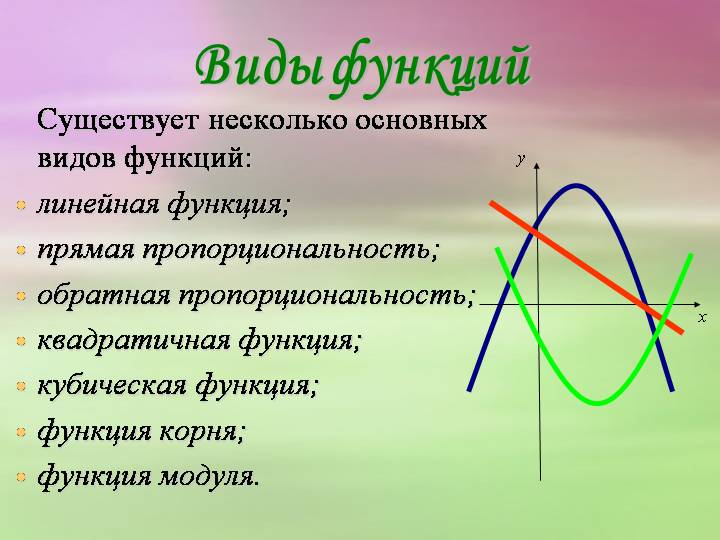 Виды функций
Существует несколько основных
видов функций:
линейная функция;
прямая пропорциональность;
обратная пропорциональность;
квадратичная функция;
кубическая функция;
функция корня;
функция модуля.
y
x